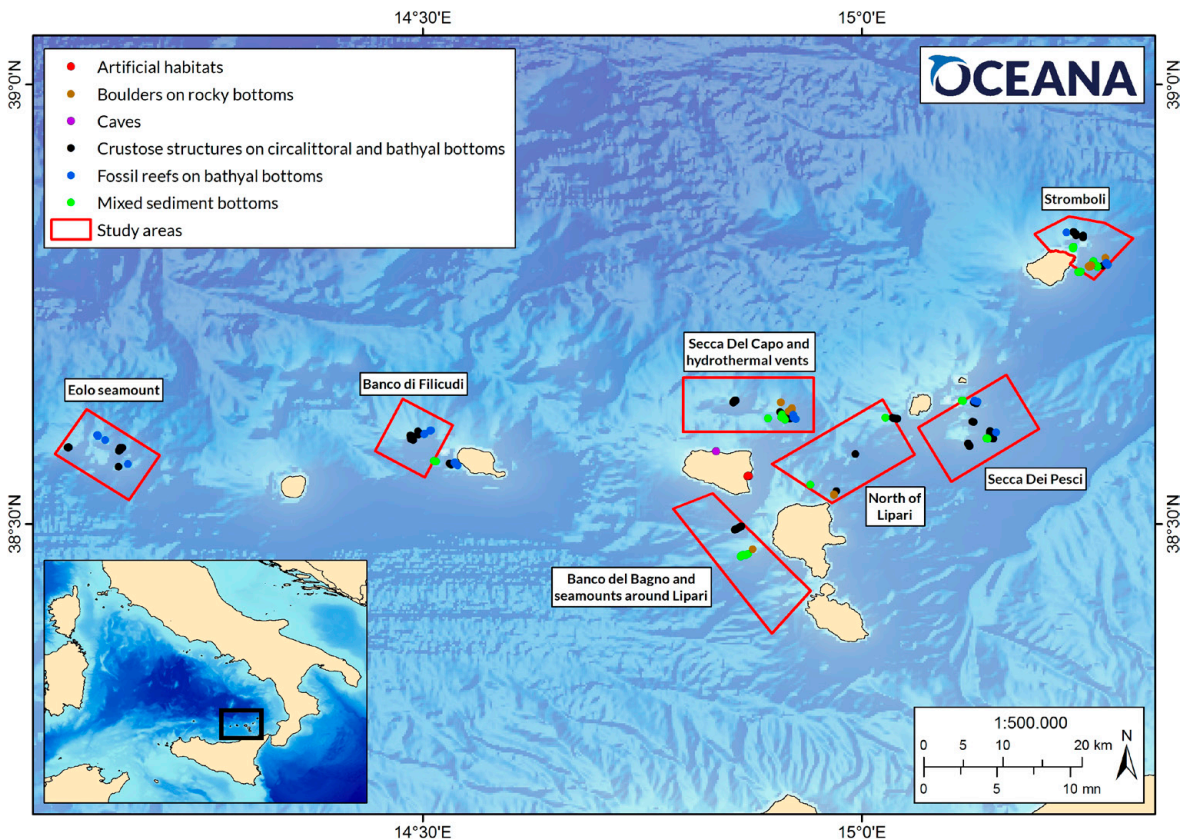 14°30'E
15°0'E
39°0'N
39°0'N
Artificial habitats
Boulders on rocky bottoms
Caves
Crustose structures on circalittoral and bathyal bottoms
Fossil reefs on bathyal bottoms
Mixed sediment bottoms
Study areas
OCEANA
Stromboli
Secca Del Capo and
hydrothermal vents
Eolo seamount
Banco di Filicudi
Secca Dei Pesci
North of
Lipari
38°30'N
38°30'N
Banco del Bagno and
seamounts around Lipari
1:500.000
N
0 5 10 20 km
0 5 10 mn
14°30'E
15°0'E